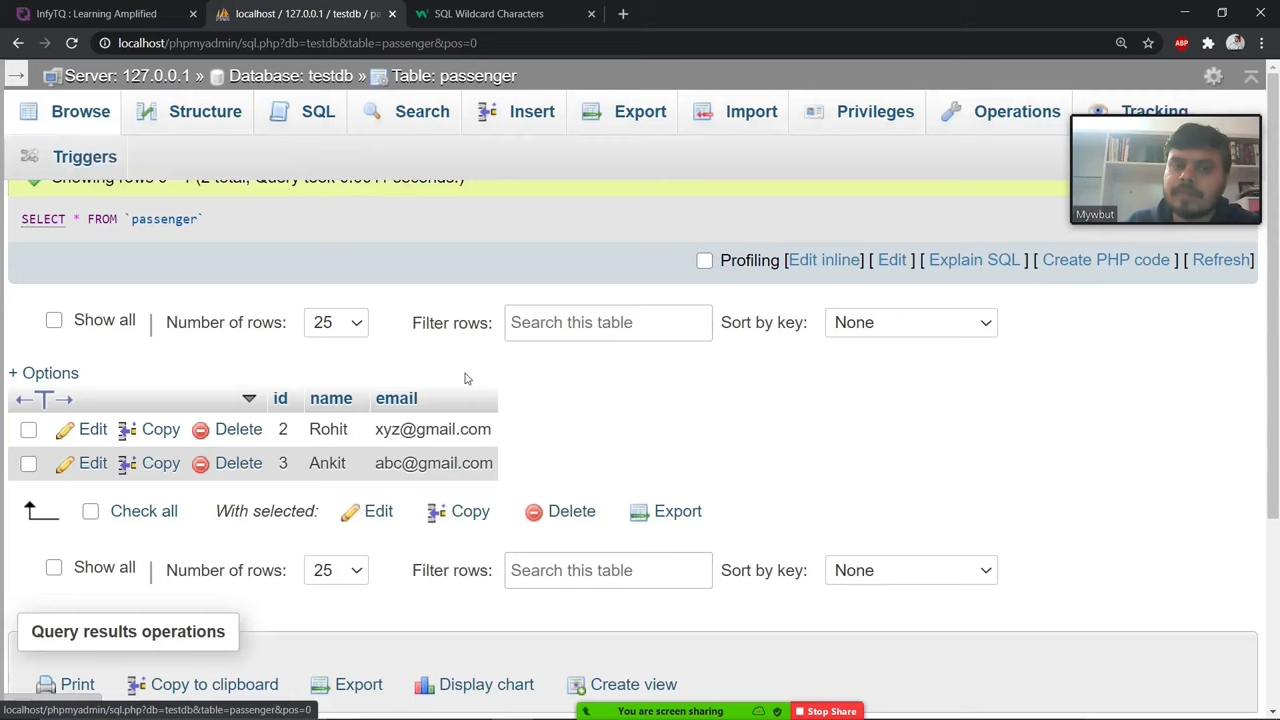 InfyTQ : Learning Amplified
localhost / 127.0.0.1 / testdb / pa
SQL Wildcard Characters
localhost/phpmyadmin/sql.php?db=testdb&table=passenger&pos=0
ABP
Server: 127.0.0.1 » Database: testdb » Table: passenger
Browse Structure SQL Search Insert Export Import Privileges Operations Tracking
Triggers
Mywbut
SELECT * FROM `passenger`
Profiling [Edit inline] [ Edit ] [ Explain SQL ] [ Create PHP code ] [ Refresh]
Show all Number of rows: 25 Filter rows: Search this table Sort by key: None
+ Options
←T→ id name email
Edit Copy Delete 2 Rohit xyz@gmail.com
Edit Copy Delete 3 Ankit abc@gmail.com
Check all With selected: Edit Copy Delete Export
Show all Number of rows: 25 Filter rows: Search this table Sort by key: None
Query results operations
Print Copy to clipboard Export Display chart Create view
localhost/phpmyadmin/sql.php?db=testdb&table=passenger&pos=0
You are screen sharing Stop Share